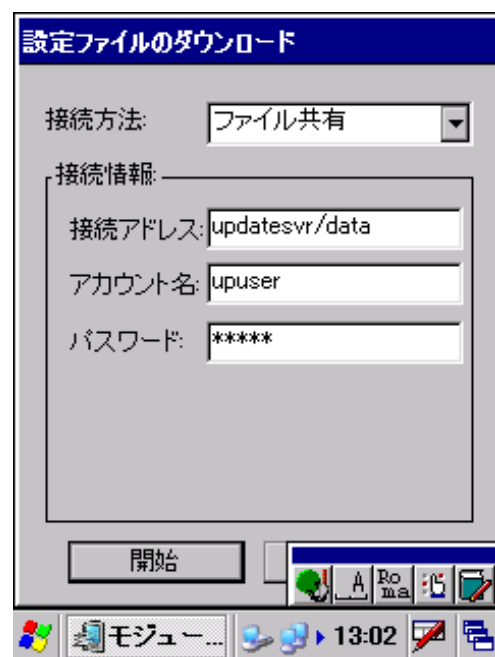 設定ファイルのダウンロード
接続方法: ファイル共有
接続情報:
接続アドレス: updatesvr/data
アカウント名: upuser
パスワード: *****
開始
A Ro ma
モジュー... 13:02